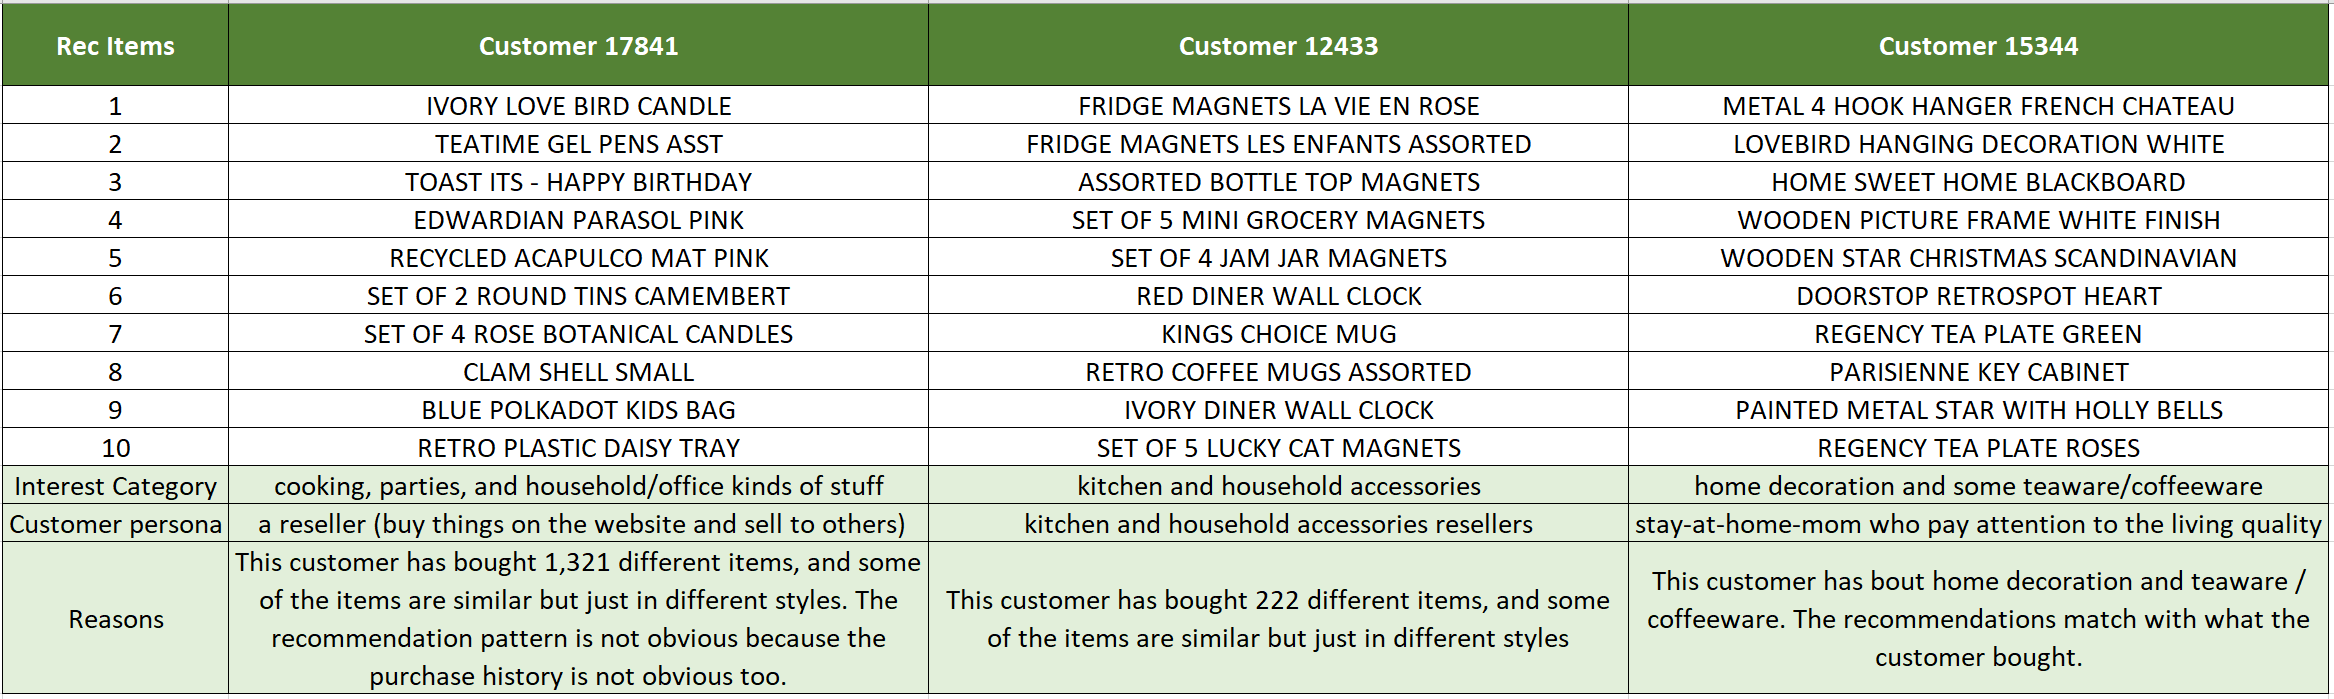 Rec Items Customer 17841 Customer 12433 Customer 15344
1 IVORY LOVE BIRD CANDLE FRIDGE MAGNETS LA VIE EN ROSE METAL 4 HOOK HANGER FRENCH CHATEAU
2 TEATIME GEL PENS ASST FRIDGE MAGNETS LES ENFANTS ASSORTED LOVEBIRD HANGING DECORATION WHITE
3 TOAST ITS - HAPPY BIRTHDAY ASSORTED BOTTLE TOP MAGNETS HOME SWEET HOME BLACKBOARD
4 EDWARDIAN PARASOL PINK SET OF 5 MINI GROCERY MAGNETS WOODEN PICTURE FRAME WHITE FINISH
5 RECYCLED ACAPULCO MAT PINK SET OF 4 JAM JAR MAGNETS WOODEN STAR CHRISTMAS SCANDINAVIAN
6 SET OF 2 ROUND TINS CAMEMBERT RED DINER WALL CLOCK DOORSTOP RETROSPOT HEART
7 SET OF 4 ROSE BOTANICAL CANDLES KINGS CHOICE MUG REGENCY TEA PLATE GREEN
8 CLAM SHELL SMALL RETRO COFFEE MUGS ASSORTED PARISIENNE KEY CABINET
9 BLUE POLKADOT KIDS BAG IVORY DINER WALL CLOCK PAINTED METAL STAR WITH HOLLY BELLS
10 RETRO PLASTIC DAISY TRAY SET OF 5 LUCKY CAT MAGNETS REGENCY TEA PLATE ROSES
Interest Category cooking, parties, and household/office kinds of stuff kitchen and household accessories home decoration and some teaware/coffeeware
Customer persona a reseller (buy things on the website and sell to others) kitchen and household accessories resellers stay-at-home-mom who pay attention to the living quality
Reasons
This customer has bought 1,321 different items, and some
of the items are similar but just in different styles. The
recommendation pattern is not obvious because the
purchase history is not obvious too.
This customer has bought 222 different items, and some
of the items are similar but just in different styles
This customer has bout home decoration and teaware /
coffeeware. The recommendations match with what the
customer bought.